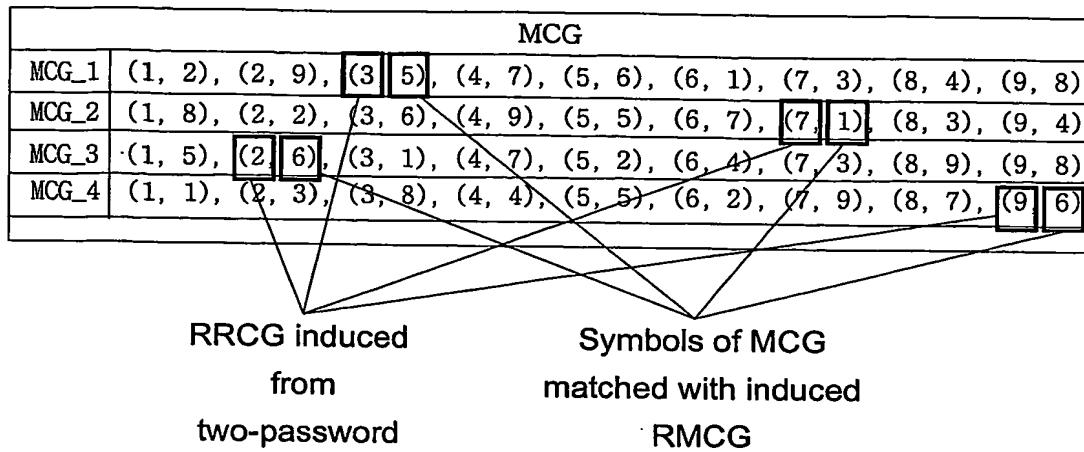 MCG
MCG_1 (1, 2), (2, 9), (3 5), (4, 7), (5, 6), (6, 1), (7, 3), (8, 4), (9, 8)
MCG_2 (1, 8), (2, 2), (3, 6), (4, 9), (5, 5), (6, 7), (7, 1), (8, 3), (9, 4)
MCG_3 (1, 5), (2, 6), (3, 1), (4, 7), (5, 2), (6, 4), (7, 3), (8, 9), (9, 8)
MCG_4 (1, 1), (2, 3), (3, 8), (4, 4), (5, 5), (6, 2), (7, 9), (8, 7), (9 6)
RRCG induced
from
two-password
Symbols of MCG
matched with induced
RMCG